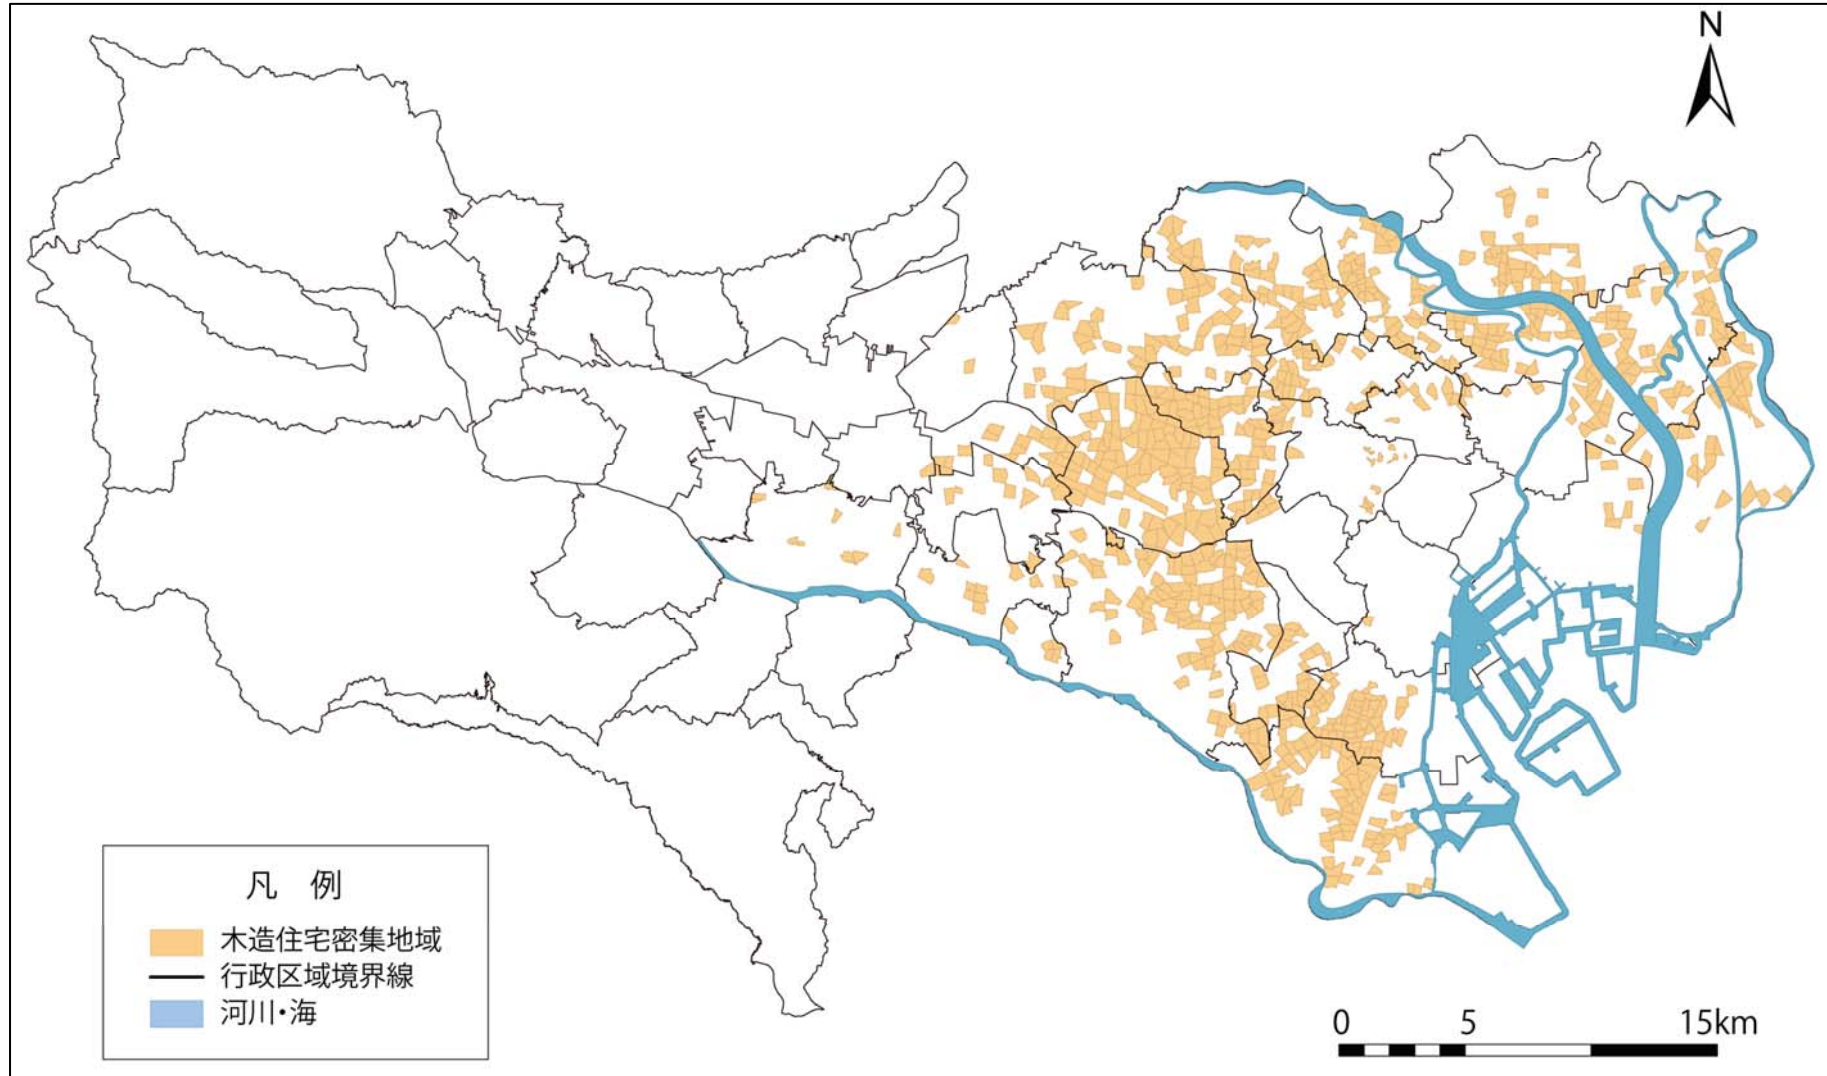 N
凡 例
木造住宅密集地域
行政区域境界線
河川・海
0 5 15km